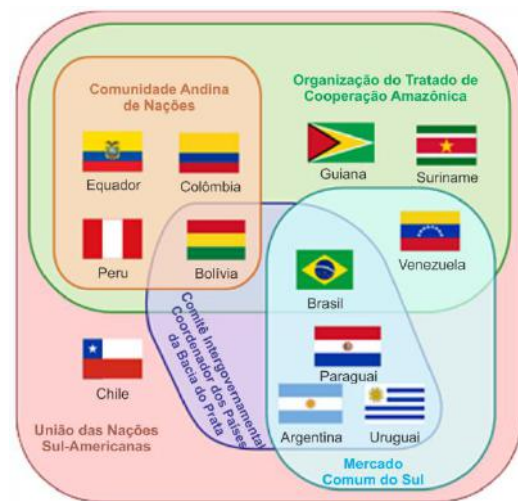 Comunidade Andina
de Nações
Organização do Tratado de
Cooperação Amazônica
Equador
Colômbia
Guiana
Suriname
Peru
Bolívia
Brasil
Venezuela
Comitê Intergovernamental
Coordenador dos Países
da Bacia do Prata
Chile
Paraguai
União das Nações
Sul-Americanas
Argentina
Uruguai
Mercado
Comum do Sul